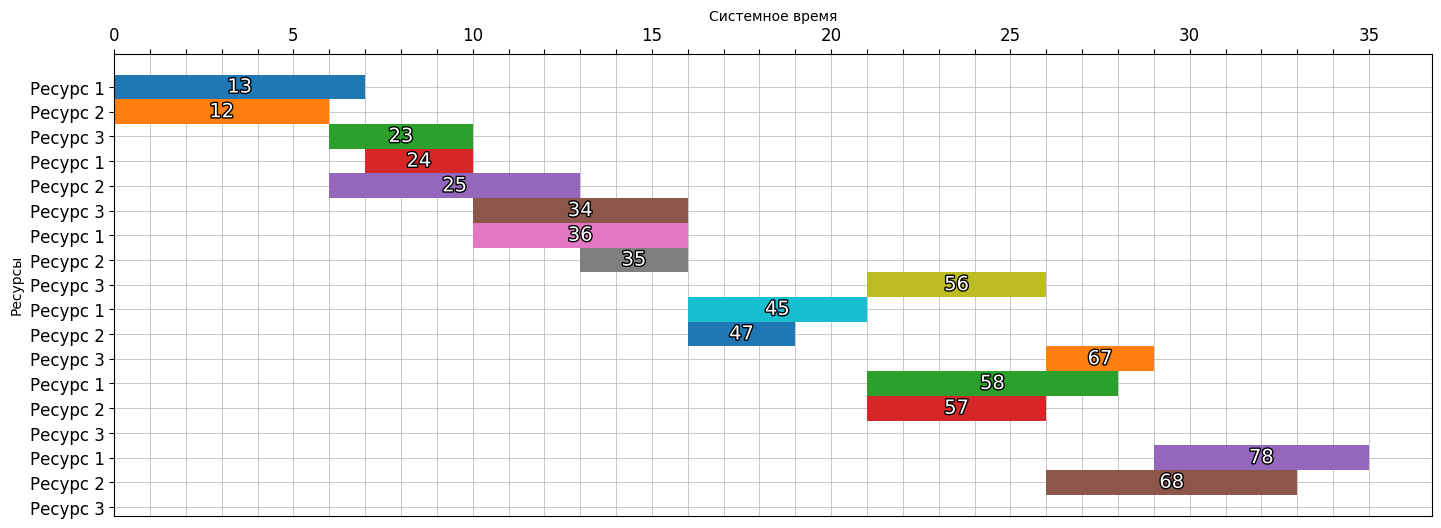 Системное время
0 5 10 15 20 25 30 35
Ресурсы
Ресурс 1 13
Ресурс 2 12
Ресурс 3 23
Ресурс 1 24
Ресурс 2 25
Ресурс 3 34
Ресурс 1 36
Ресурс 2 35
Ресурс 3 56
Ресурс 1 45
Ресурс 2 47
Ресурс 3 67
Ресурс 1 58
Ресурс 2 57
Ресурс 3
Ресурс 1 78
Ресурс 2 68
Ресурс 3